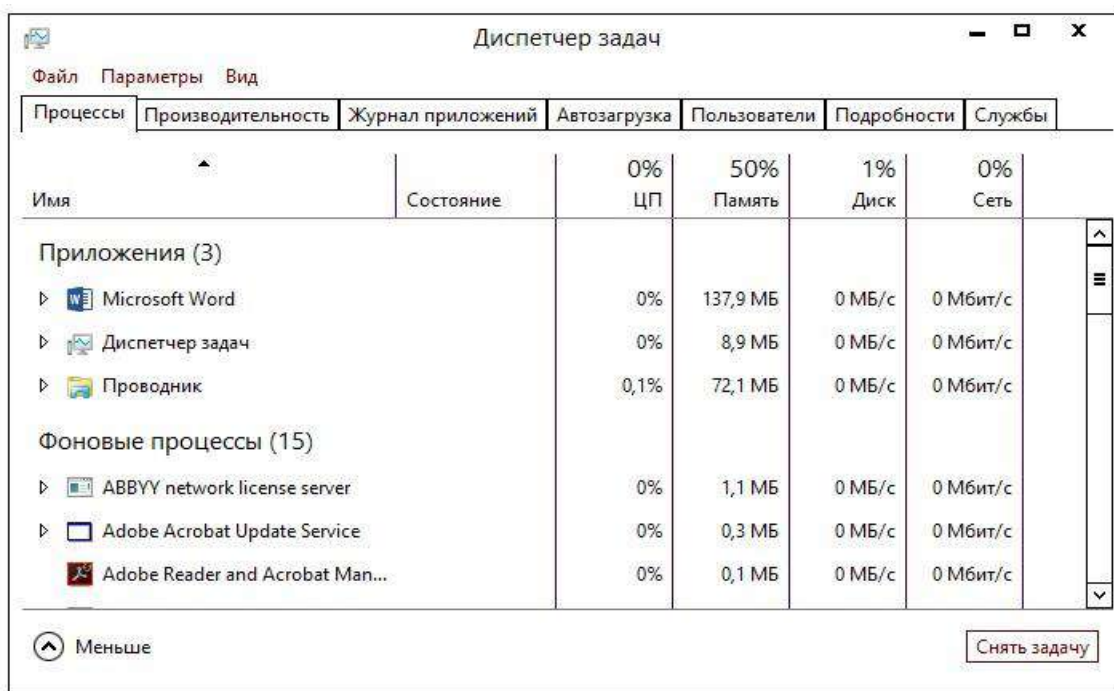 Диспетчер задач
Файл Параметры Вид
Процессы Производительность Журнал приложений Автозагрузка Пользователи Подробности Службы
0% 50% 1% 0%
Имя Состояние ЦП Память Диск Сеть
Приложения (3)
Microsoft Word 0% 137,9 МБ 0 МБ/с 0 Мбит/с
Диспетчер задач 0% 8,9 МБ 0 МБ/с 0 Мбит/с
Проводник 0,1% 72,1 МБ 0 МБ/с 0 Мбит/с
Фоновые процессы (15)
ABBYY network license server 0% 1,1 МБ 0 МБ/с 0 Мбит/с
Adobe Acrobat Update Service 0% 0,3 МБ 0 МБ/с 0 Мбит/с
Adobe Reader and Acrobat Man... 0% 0,1 МБ 0 МБ/с 0 Мбит/с
Меньше Снять задачу